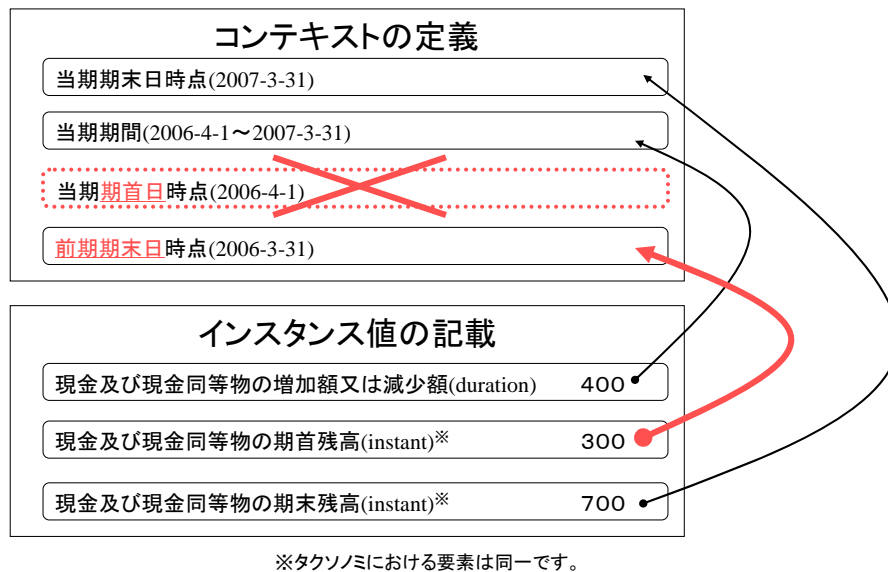 コンテキストの定義
当期期末日時点(2007-3-31)
当期期間(2006-4-1～2007-3-31)
当期期首日時点(2006-4-1)
前期期末日時点(2006-3-31)
インスタンス値の記載
現金及び現金同等物の増加額又は減少額(duration) 400
現金及び現金同等物の期首残高(instant)※ 300
現金及び現金同等物の期末残高(instant)※ 700
※タクソノミにおける要素は同一です。